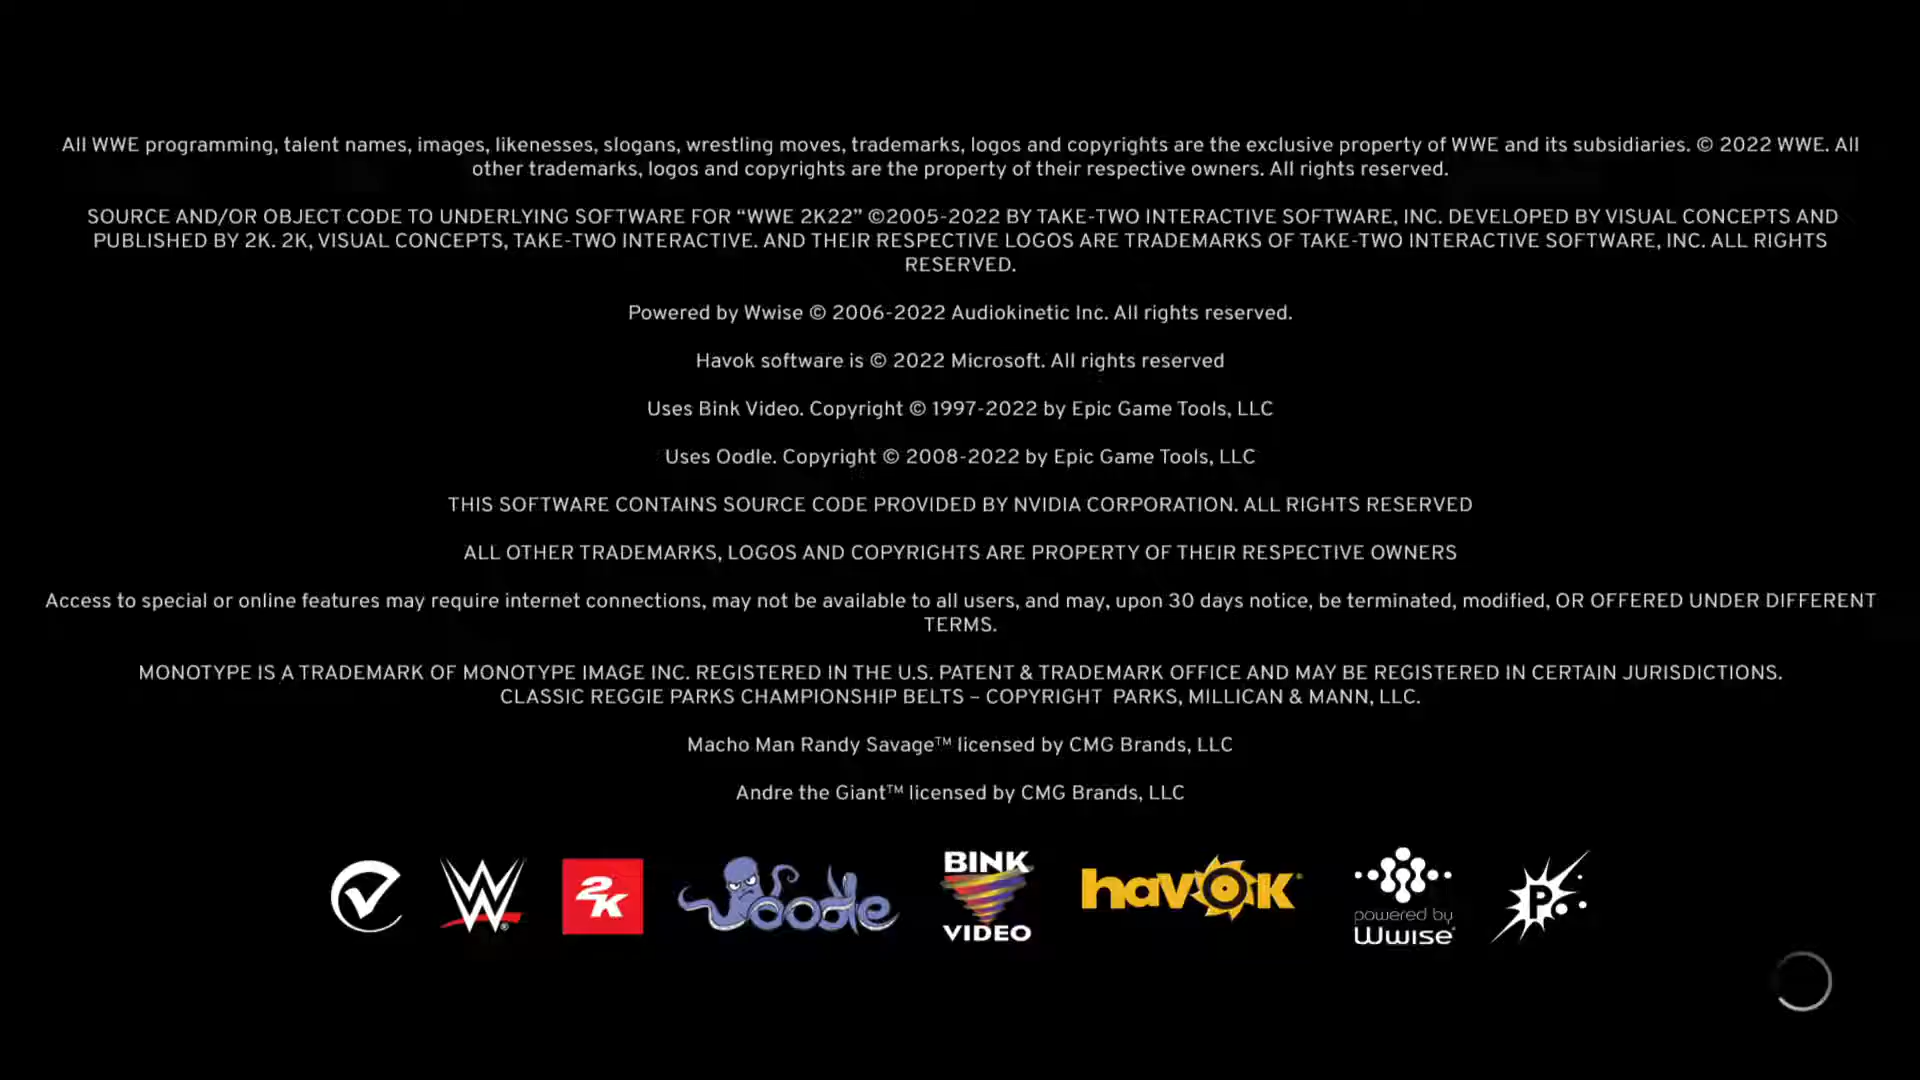 All WWE programming, talent names, images, likenesses, slogans, wrestling moves, trademarks, logos and copyrights are the exclusive property of WWE and its subsidiaries. © 2022 WWE. All
other trademarks, logos and copyrights are the property of their respective owners. All rights reserved.
SOURCE AND/OR OBJECT CODE TO UNDERLYING SOFTWARE FOR “WWE 2K22” ©2005-2022 BY TAKE-TWO INTERACTIVE SOFTWARE, INC. DEVELOPED BY VISUAL CONCEPTS AND
PUBLISHED BY 2K. 2K, VISUAL CONCEPTS, TAKE-TWO INTERACTIVE. AND THEIR RESPECTIVE LOGOS ARE TRADEMARKS OF TAKE-TWO INTERACTIVE SOFTWARE, INC. ALL RIGHTS
RESERVED.
Powered by Wwise © 2006-2022 Audiokinetic Inc. All rights reserved.
Havok software is © 2022 Microsoft. All rights reserved
Uses Bink Video. Copyright © 1997-2022 by Epic Game Tools, LLC
Uses Oodle. Copyright © 2008-2022 by Epic Game Tools, LLC
THIS SOFTWARE CONTAINS SOURCE CODE PROVIDED BY NVIDIA CORPORATION. ALL RIGHTS RESERVED
ALL OTHER TRADEMARKS, LOGOS AND COPYRIGHTS ARE PROPERTY OF THEIR RESPECTIVE OWNERS
Access to special or online features may require internet connections, may not be available to all users, and may, upon 30 days notice, be terminated, modified, OR OFFERED UNDER DIFFERENT
TERMS.
MONOTYPE IS A TRADEMARK OF MONOTYPE IMAGE INC. REGISTERED IN THE U.S. PATENT & TRADEMARK OFFICE AND MAY BE REGISTERED IN CERTAIN JURISDICTIONS.
CLASSIC REGGIE PARKS CHAMPIONSHIP BELTS – COPYRIGHT PARKS, MILLICAN & MANN, LLC.
Macho Man Randy Savage™ licensed by CMG Brands, LLC
Andre the Giant™ licensed by CMG Brands, LLC
W
2K
oodle
BINK
VIDEO
havok
powered by
Wwise
P